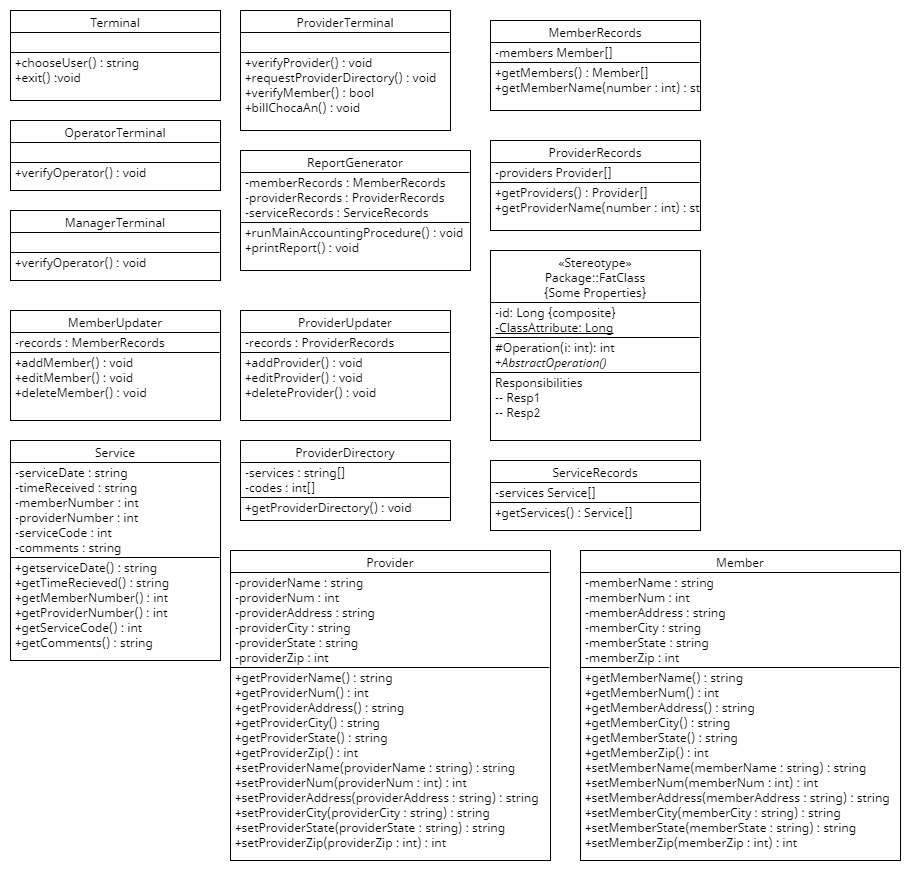 Terminal
+chooseUser() : string
+exit() :void
ProviderTerminal
+verifyProvider() : void
+requestProviderDirectory() : void
+verifyMember() : bool
+billChocaAn() : void
MemberRecords
-members Member[]
+getMembers() : Member[]
+getMemberName(number : int) : st
OperatorTerminal
+verifyOperator() : void
ReportGenerator
-memberRecords : MemberRecords
-providerRecords : ProviderRecords
-serviceRecords : ServiceRecords
+runMainAccountingProcedure() : void
+printReport() : void
ProviderRecords
-providers Provider[]
+getProviders() : Provider[]
+getProviderName(number : int) : st
ManagerTerminal
+verifyOperator() : void
«Stereotype»
Package::FatClass
{Some Properties}
-id: Long {composite}
-ClassAttribute: Long
#Operation(i: int): int
+AbstractOperation()
Responsibilities
-- Resp1
-- Resp2
MemberUpdater
-records : MemberRecords
+addMember() : void
+editMember() : void
+deleteMember() : void
ProviderUpdater
-records : ProviderRecords
+addProvider() : void
+editProvider() : void
+deleteProvider() : void
Service
-serviceDate : string
-timeReceived : string
-memberNumber : int
-providerNumber : int
-serviceCode : int
-comments : string
+getserviceDate() : string
+getTimeRecieved() : string
+getMemberNumber() : int
+getProviderNumber() : int
+getServiceCode() : int
+getComments() : string
ProviderDirectory
-services : string[]
-codes : int[]
+getProviderDirectory() : void
ServiceRecords
-services Service[]
+getServices() : Service[]
Provider
-providerName : string
-providerNum : int
-providerAddress : string
-providerCity : string
-providerState : string
-providerZip : int
+getProviderName() : string
+getProviderNum() : int
+getProviderAddress() : string
+getProviderCity() : string
+getProviderState() : string
+getProviderZip() : int
+setProviderName(providerName : string) : string
+setProviderNum(providerNum : int) : int
+setProviderAddress(providerAddress : string) : string
+setProviderCity(providerCity : string) : string
+setProviderState(providerState : string) : string
+setProviderZip(providerZip : int) : int
Member
-memberName : string
-memberNum : int
-memberAddress : string
-memberCity : string
-memberState : string
-memberZip : int
+getMemberName() : string
+getMemberNum() : int
+getMemberAddress() : string
+getMemberCity() : string
+getMemberState() : string
+getMemberZip() : int
+setMemberName(memberName : string) : string
+setMemberNum(memberNum : int) : int
+setMemberAddress(memberAddress : string) : string
+setMemberCity(memberCity : string) : string
+setMemberState(memberState : string) : string
+setMemberZip(memberZip : int) : int